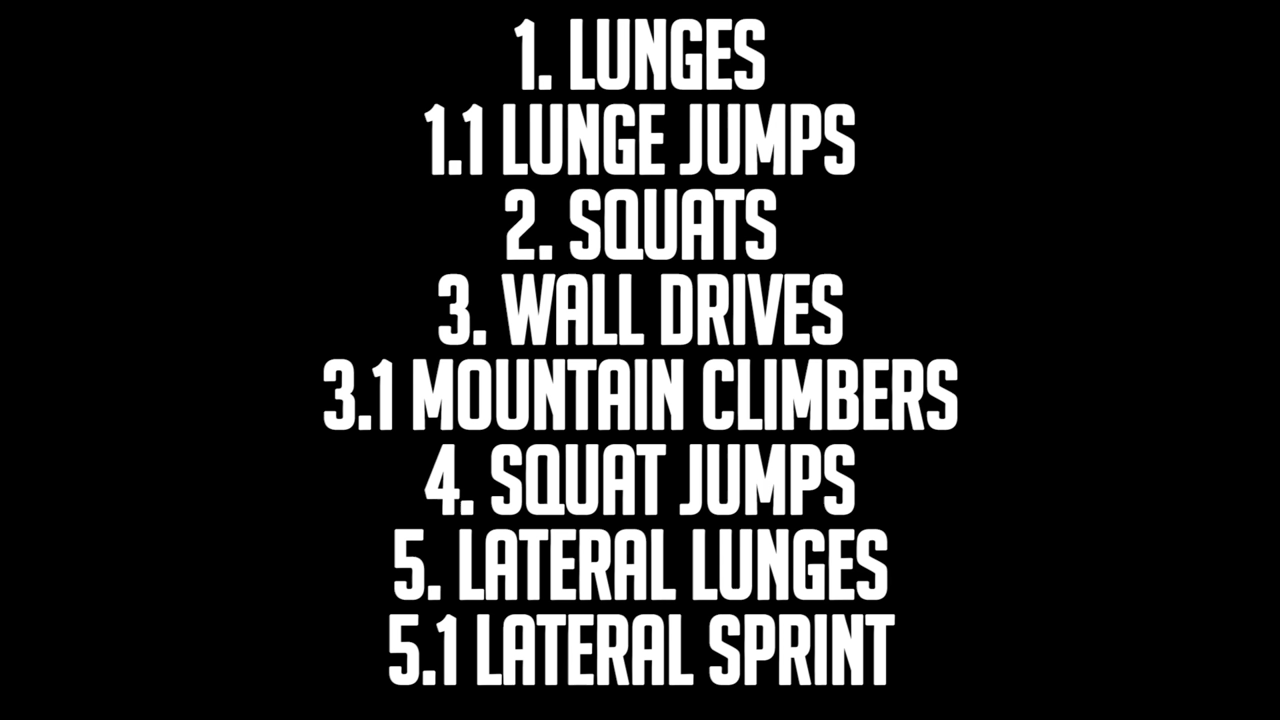 1. LUNGES
1.1 LUNGE JUMPS
2. SQUATS
3. WALL DRIVES
3.1 MOUNTAIN CLIMBERS
4. SQUAT JUMPS
5. LATERAL LUNGES
5.1 LATERAL SPRINT